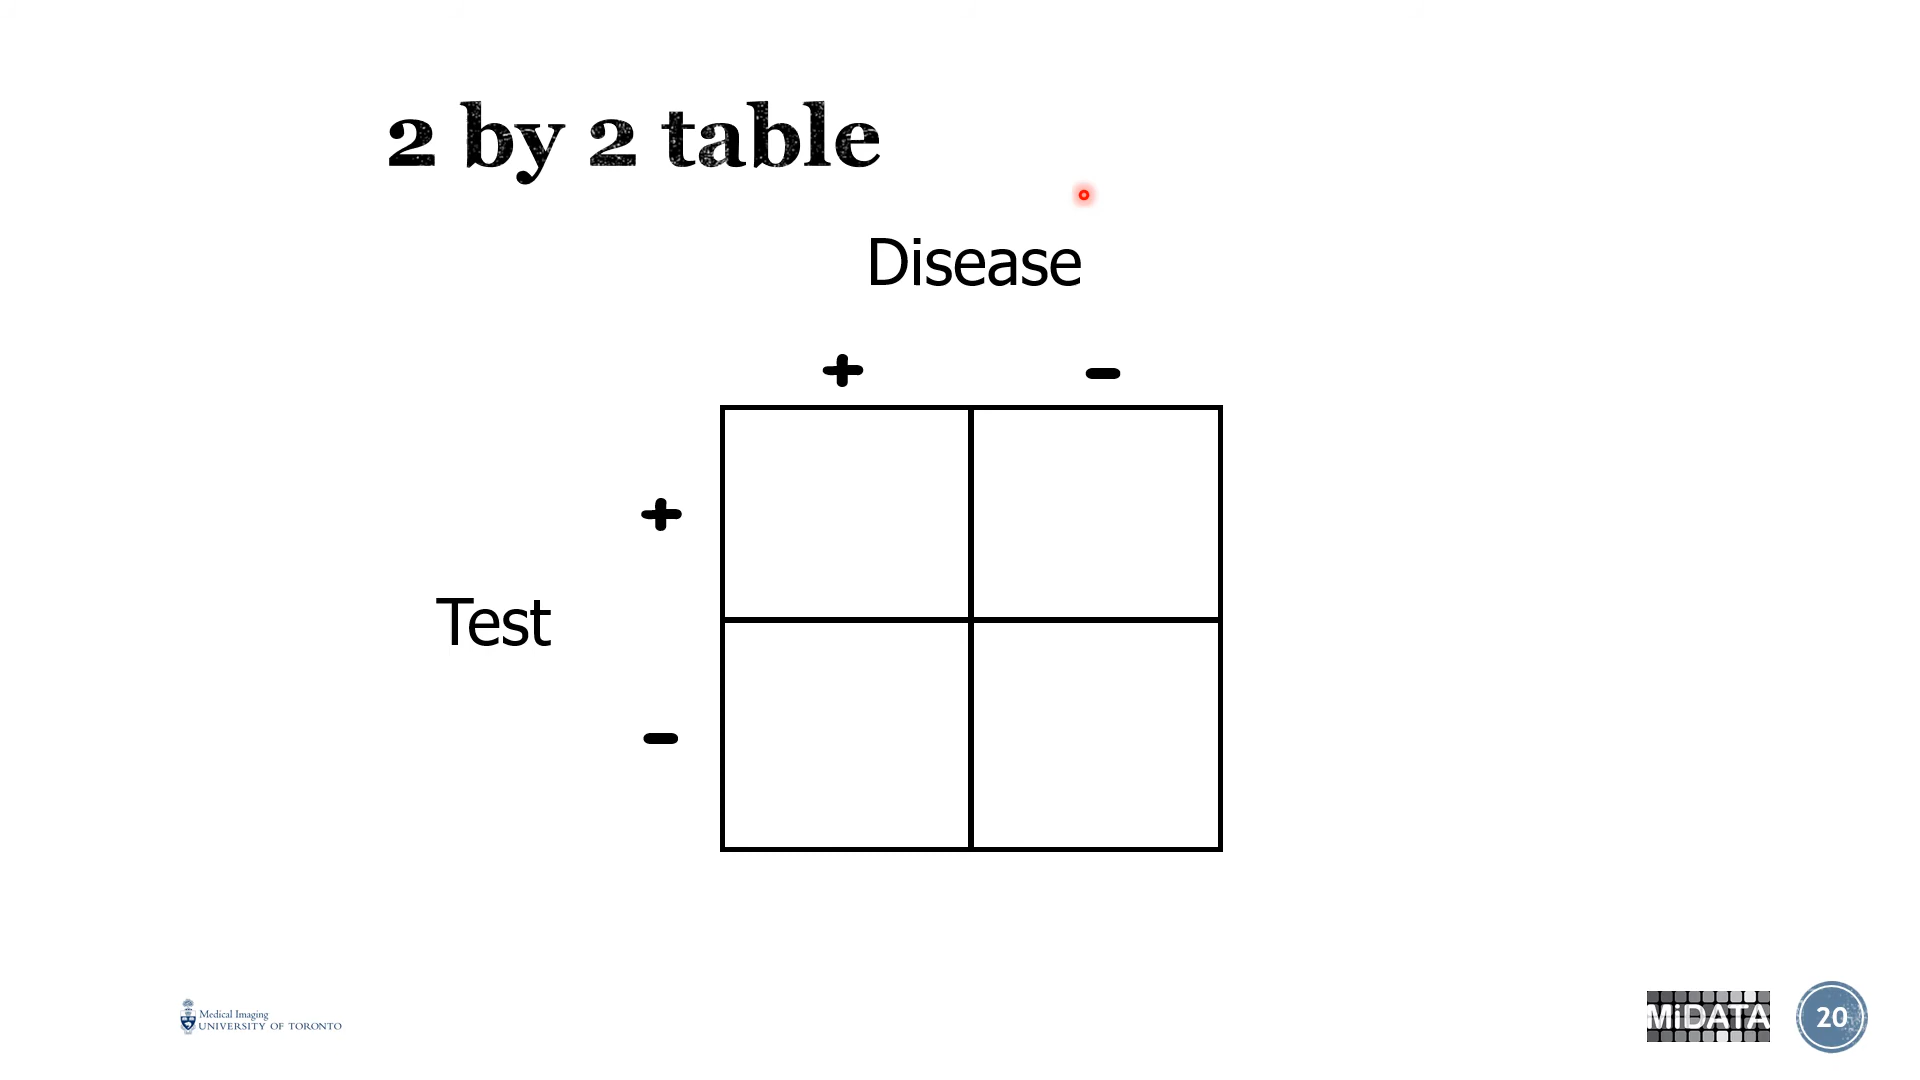 2 by 2 table
Disease
+ -
+
Test
-
Medical Imaging
UNIVERSITY OF TORONTO
MiDATA
20